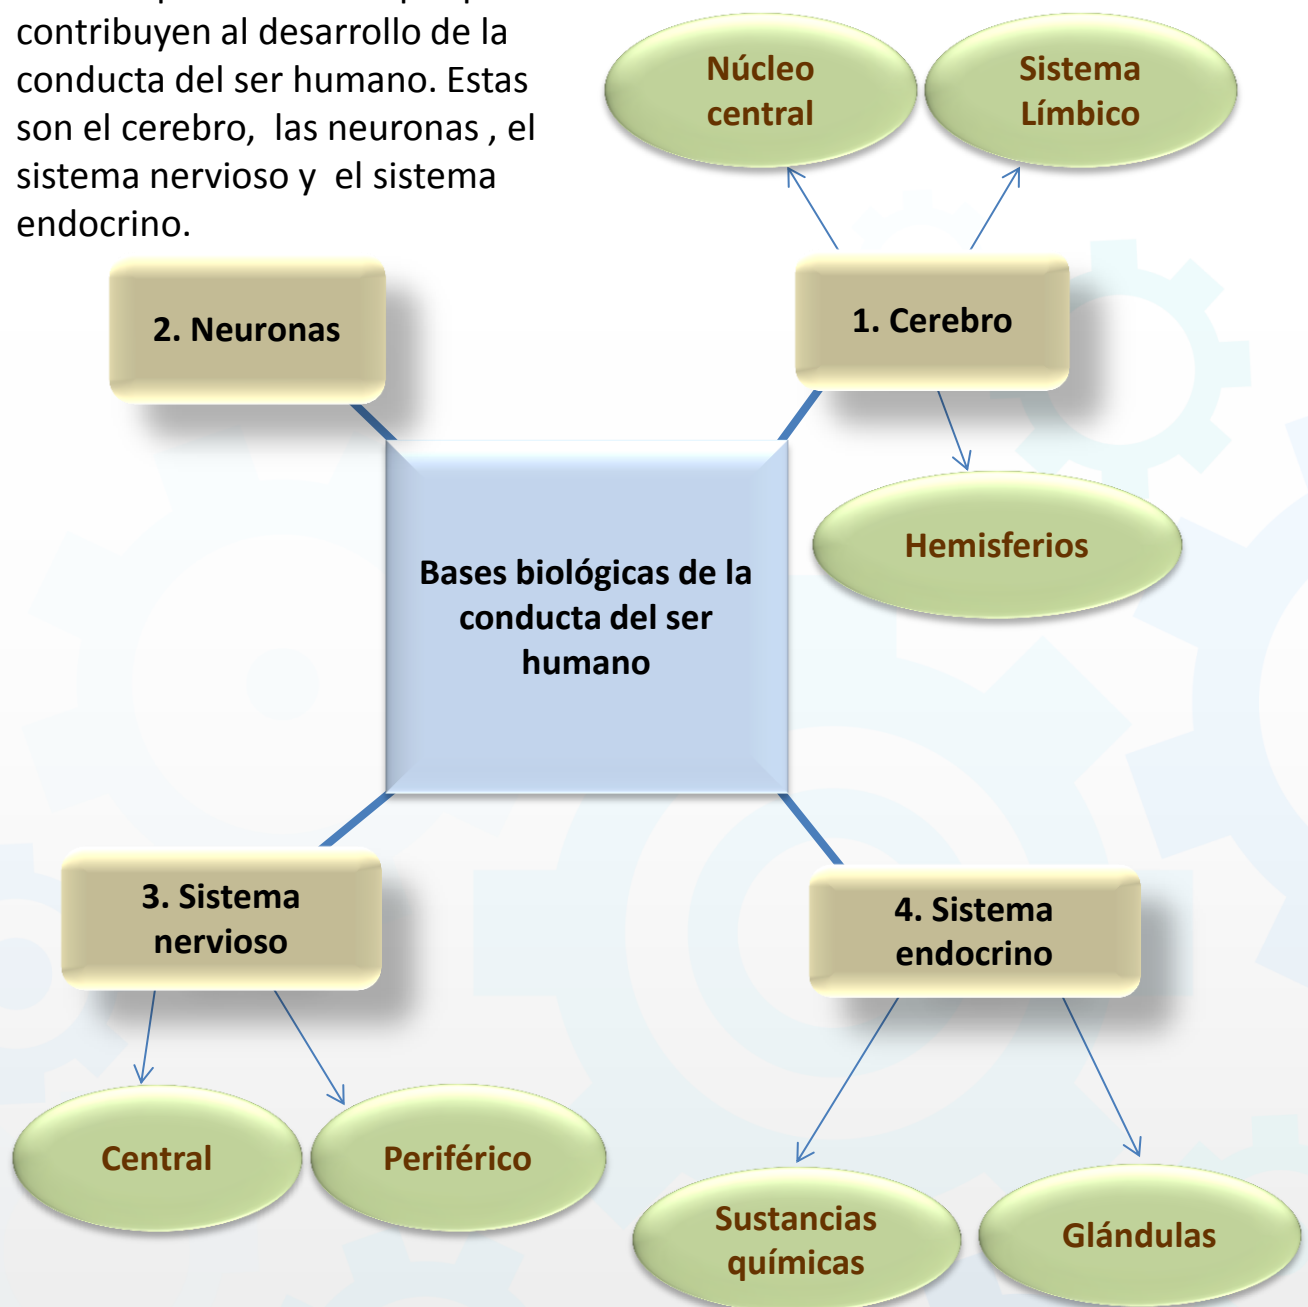 contribuyen al desarrollo de la
conducta del ser humano. Estas
son el cerebro, las neuronas , el
sistema nervioso y el sistema
endocrino.
Núcleo
central
Sistema
Límbico
2. Neuronas
1. Cerebro
Hemisferios
Bases biológicas de la
conducta del ser
humano
3. Sistema
nervioso
4. Sistema
endocrino
Central
Periférico
Sustancias
químicas
Glándulas